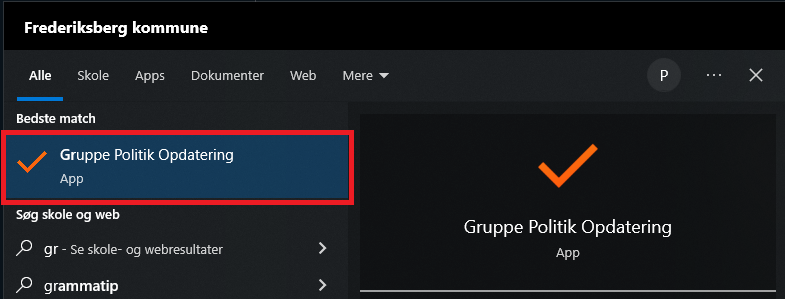 Frederiksberg kommune
Alle Skole Apps Dokumenter Web Mere P ...
Bedste match
Gruppe Politik Opdatering
App
Gruppe Politik Opdatering
App
Søg skole og web
gr - Se skole- og webresultater
grammatip